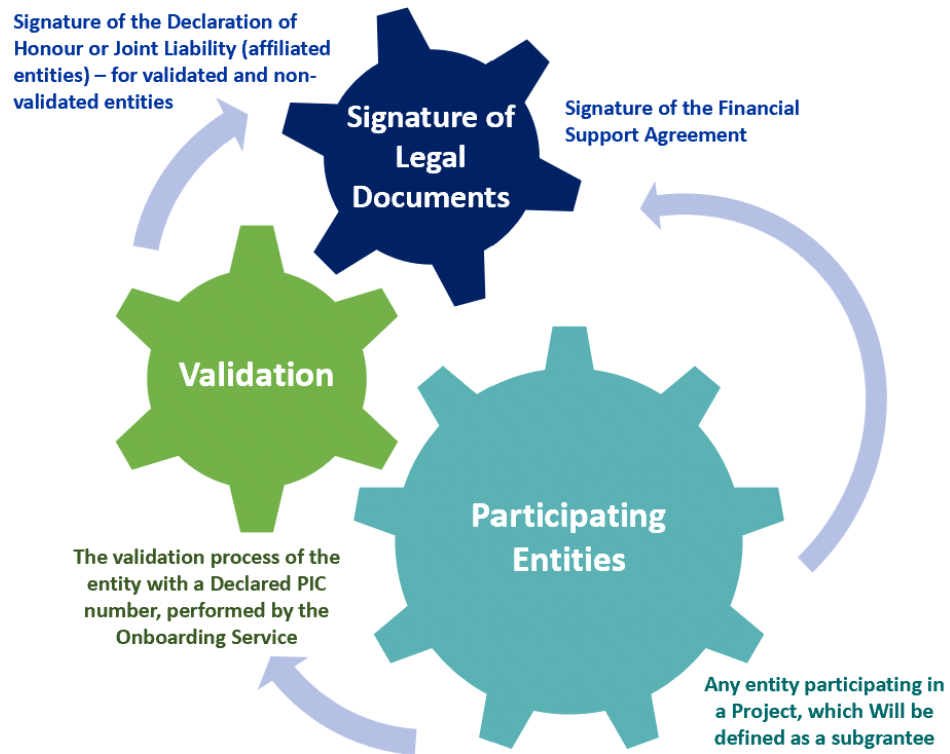 Signature of the Declaration of
Honour or Joint Liability (affiliated
entities) – for validated and non-
validated entities
Signature of
Legal
Documents
Signature of the Financial
Support Agreement
Validation
Participating
Entities
The validation process of the
entity with a Declared PIC
number, performed by the
Onboarding Service
Any entity participating in
a Project, which Will be
defined as a subgrantee